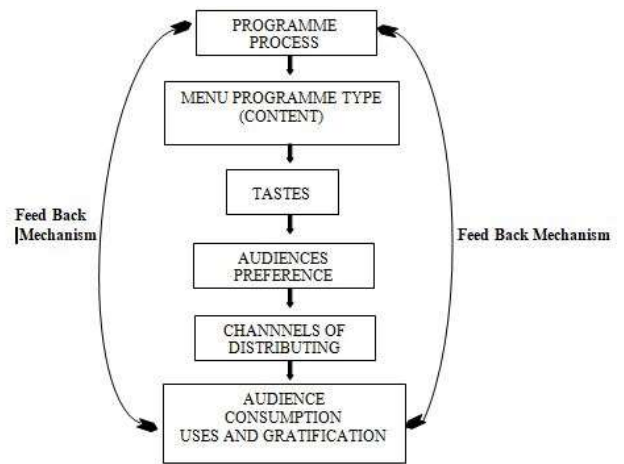 PROGRAMME
PROCESS
MENU PROGRAMME TYPE
(CONTENT)
TASTES
Feed Back
Mechanism
Feed Back Mechanism
AUDIENCES
PREFERENCE
CHANNNELS OF
DISTRIBUTING
AUDIENCE
CONSUMPTION
USES AND GRATIFICATION